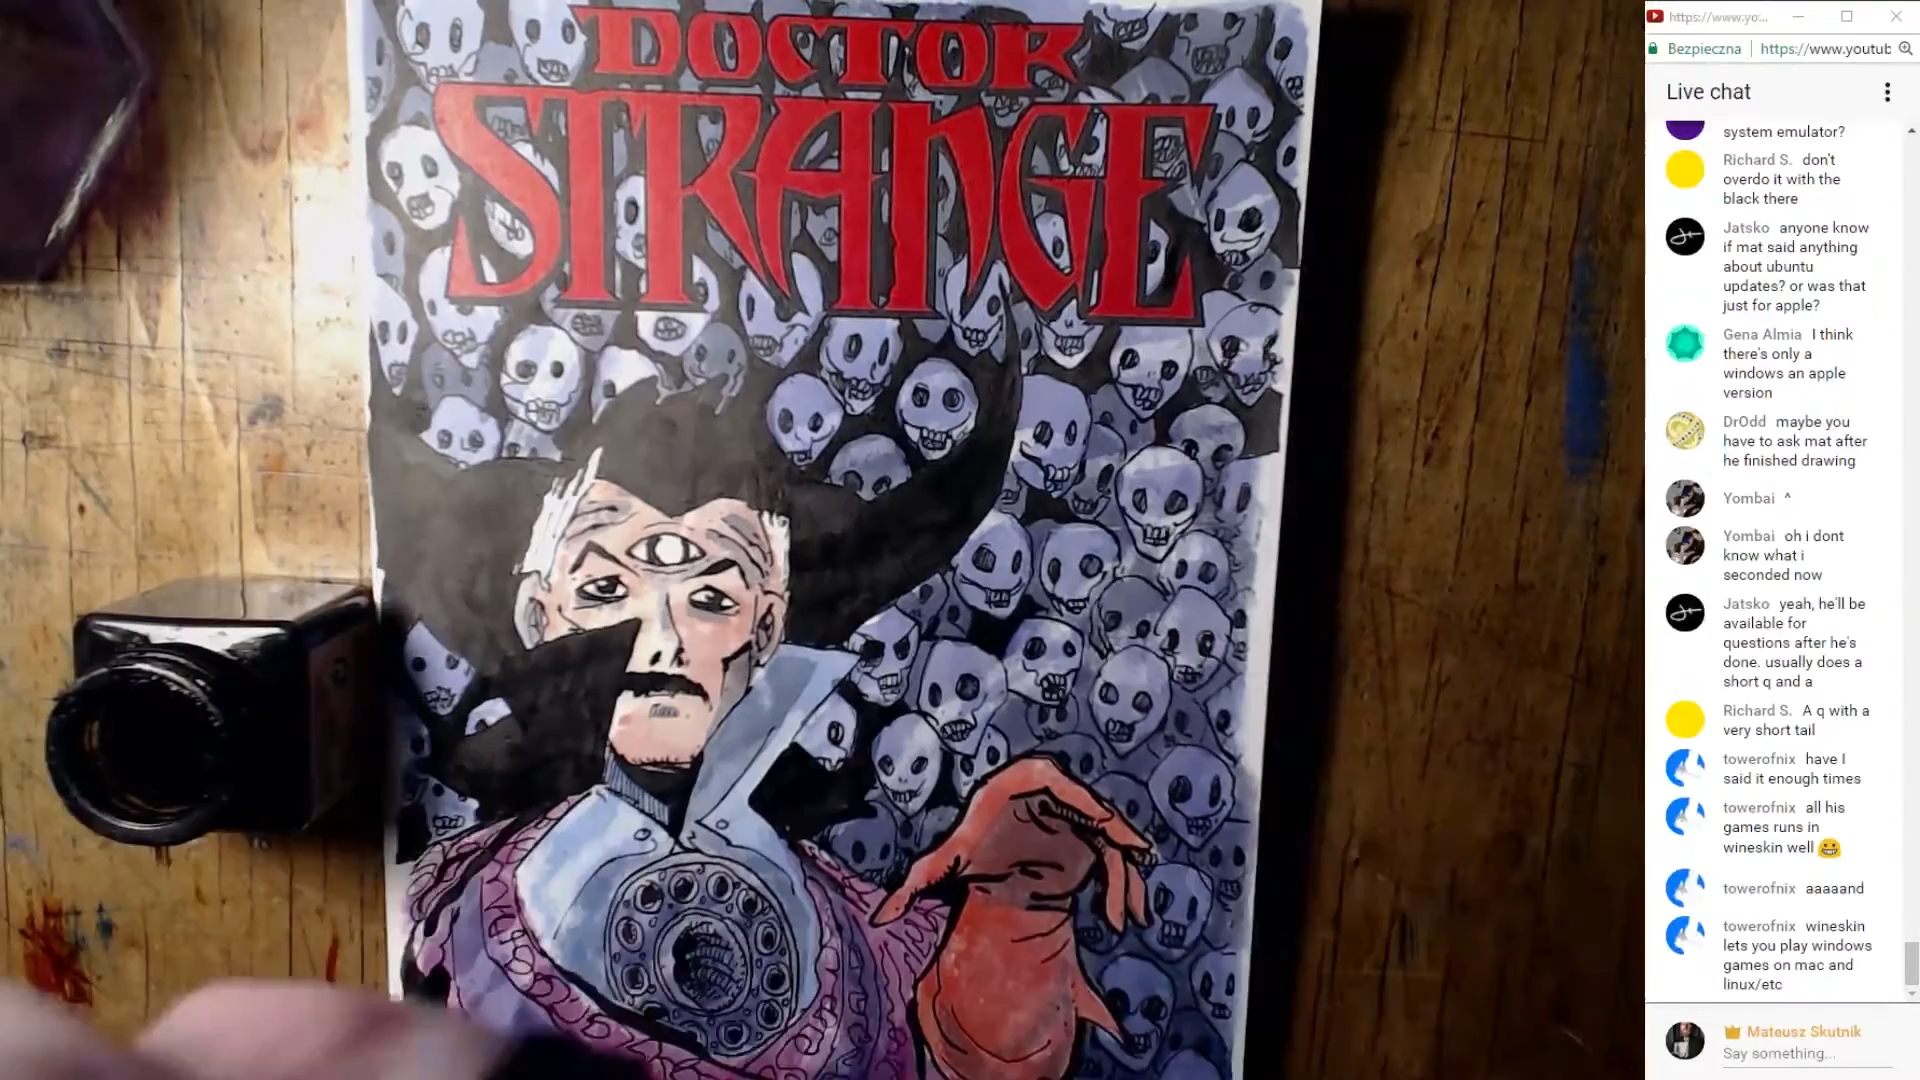 DOCTOR
STRANGE
https://www.yo...
Bezpieczna
https://www.youtub
Live chat
system emulator?
Richard S. don't
overdo it with the
black there
Jatsko anyone know
if mat said anything
about ubuntu
updates? or was that
just for apple?
Gena Almia I think
there's only a
windows an apple
version
DrOdd maybe you
have to ask mat after
he finished drawing
Yombai ^
Yombai oh i dont
know what i
seconded now
Jatsko yeah, he'll be
available for
questions after he's
done. usually does a
short q and a
Richard S. A q with a
very short tail
towerofnix have I
said it enough times
towerofnix all his
games runs in
wineskin well
towerofnix aaaaand
towerofnix wineskin
lets you play windows
games on mac and
linux/etc
Mateusz Skutnik
Say something...